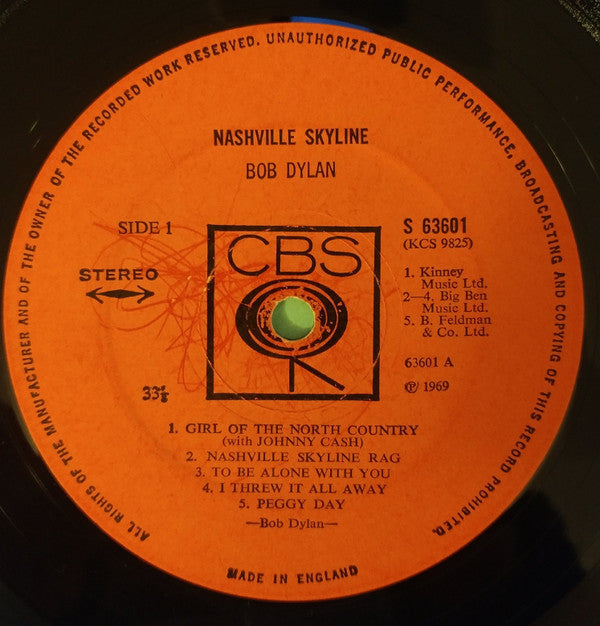 ALL RIGHTS OF THE MANUFACTURER AND OF THE OWNER OF THE RECORDED WORK RESERVED. UNAUTHORIZED PUBLIC PERFORMANCE, BROADCASTING AND COPYING OF THIS RECORD PROHIBITED.
NASHVILLE SKYLINE
BOB DYLAN
SIDE 1
STEREO
33⅓
CBS
S 63601
(KCS 9825)
1. Kinney
Music Ltd.
2—4. Big Ben
Music Ltd.
5. B. Feldman
& Co. Ltd.
63601 A
℗ 1969
1. GIRL OF THE NORTH COUNTRY
(with JOHNNY CASH)
2. NASHVILLE SKYLINE RAG
3. TO BE ALONE WITH YOU
4. I THREW IT ALL AWAY
5. PEGGY DAY
—Bob Dylan—
MADE IN ENGLAND